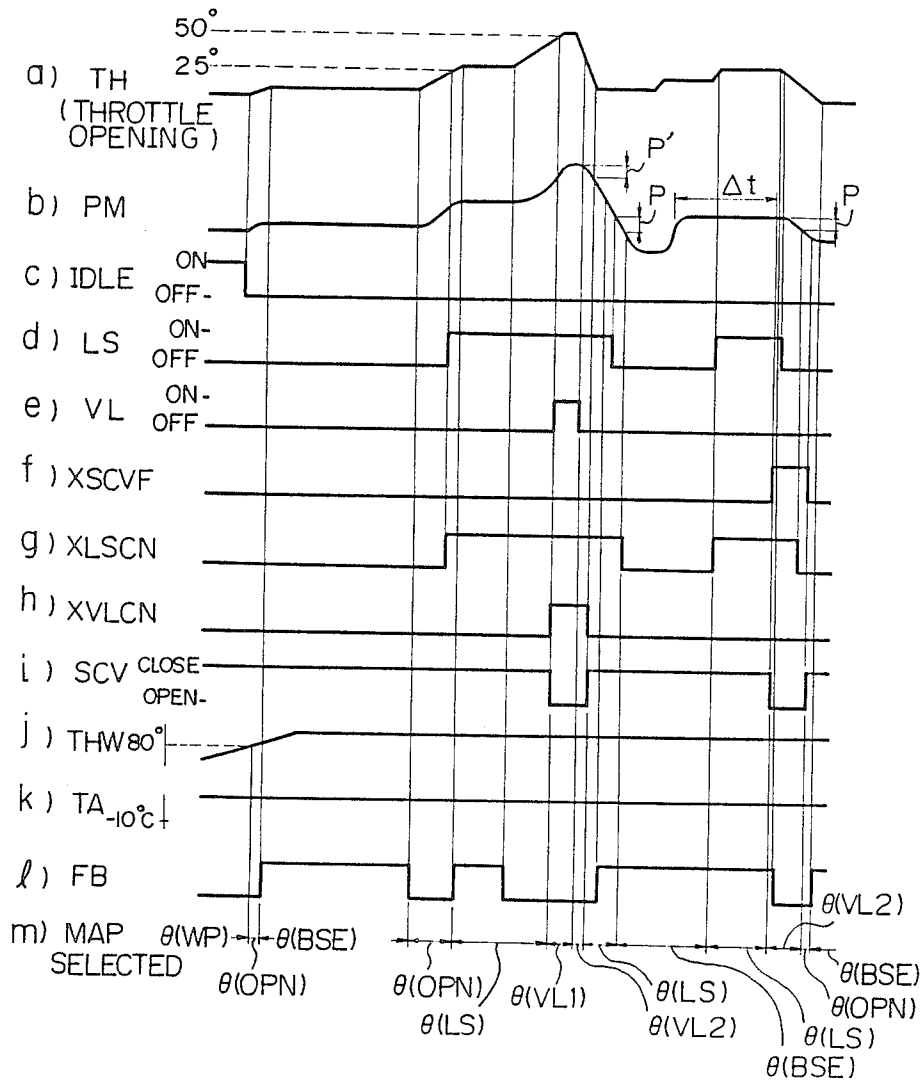 50°
25°
a) TH
(THROTTLE
OPENING)
P'
b) PM
P
Δt
P
c) IDLE
ON
OFF-
d) LS
ON-
OFF
e) VL
ON-
OFF
f) XSCVF
g) XLSCN
h) XVLCN
i) SCV
CLOSE
OPEN-
j) THW 80°
k) TA -10°C
ℓ) FB
m) MAP
SELECTED
θ(WP)
θ(BSE)
θ(OPN)
θ(OPN)
θ(LS)
θ(VL1)
θ(LS)
θ(VL2)
θ(VL2)
θ(BSE)
θ(OPN)
θ(LS)
θ(BSE)